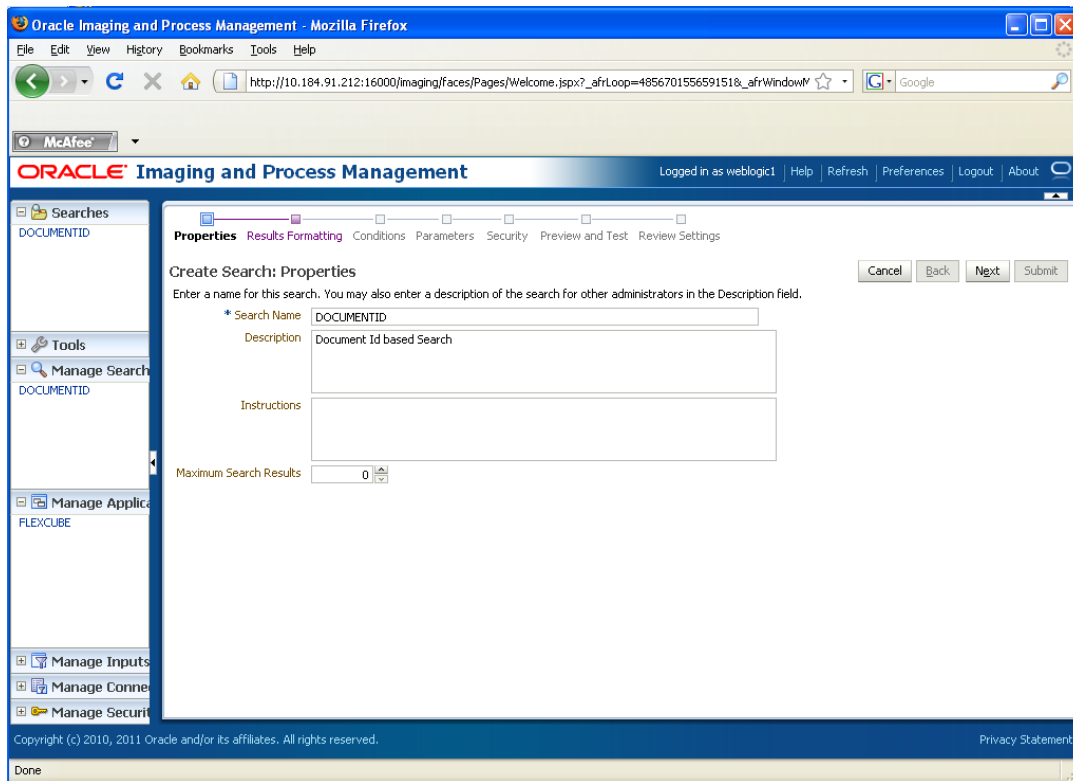 Oracle Imaging and Process Management - Mozilla Firefox
File Edit View History Bookmarks Tools Help
http://10.184.91.212:16000/imaging/faces/Pages/Welcome.jspx?_afrLoop=485670155659151&_afrWindowM
G Google
McAfee
ORACLE Imaging and Process Management
Logged in as weblogic1 Help Refresh Preferences Logout About
Searches
DOCUMENTID
Tools
Manage Search
DOCUMENTID
Manage Applica
FLEXCUBE
Manage Inputs
Manage Conne
Manage Securit
Properties Results Formatting Conditions Parameters Security Preview and Test Review Settings
Create Search: Properties
Cancel Back Next Submit
Enter a name for this search. You may also enter a description of the search for other administrators in the Description field.
* Search Name DOCUMENTID
Description Document Id based Search
Instructions
Maximum Search Results 0
Copyright (c) 2010, 2011 Oracle and/or its affiliates. All rights reserved.
Privacy Statement
Done